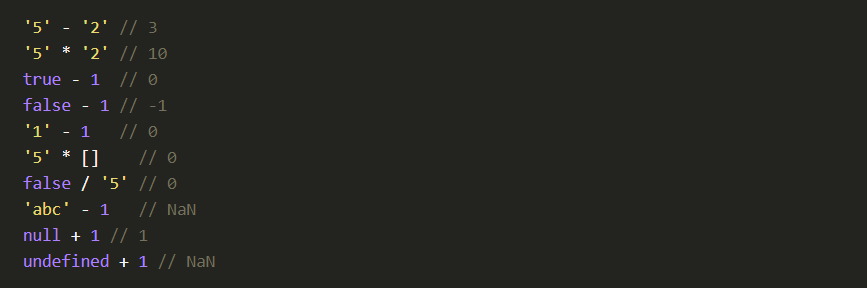 '5' - '2' // 3
'5' * '2' // 10
true - 1  // 0
false - 1 // -1
'1' - 1   // 0
'5' * []    // 0
false / '5' // 0
'abc' - 1   // NaN
null + 1 // 1
undefined + 1 // NaN